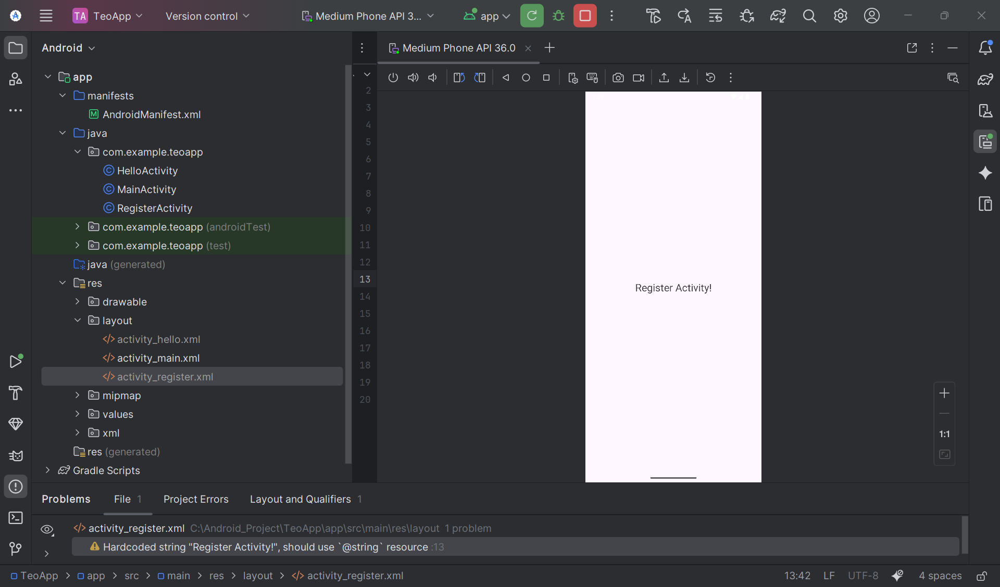 TA TeoApp Version control Medium Phone API 3... app
Android
Medium Phone API 36.0
app
manifests
AndroidManifest.xml
java
com.example.teoapp
HelloActivity
MainActivity
RegisterActivity
com.example.teoapp (androidTest)
com.example.teoapp (test)
java (generated)
res
drawable
layout
activity_hello.xml
activity_main.xml
activity_register.xml
mipmap
values
xml
res (generated)
Gradle Scripts
2
3
4
5
6
7
8
9
10
11
12
13
14
15
16
17
18
19
20
Register Activity!
1:1
Problems File 1 Project Errors Layout and Qualifiers 1
activity_register.xml C:\Android_Project\TeoApp\app\src\main\res\layout 1 problem
Hardcoded string "Register Activity!", should use `@string` resource :13
TeoApp > app > src > main > res > layout > activity_register.xml 13:42 LF UTF-8 4 spaces